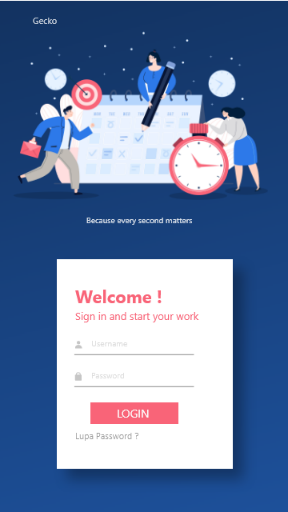 Gecko
Because every second matters
Welcome !
Sign in and start your work
Username
Password
LOGIN
Lupa Password ?